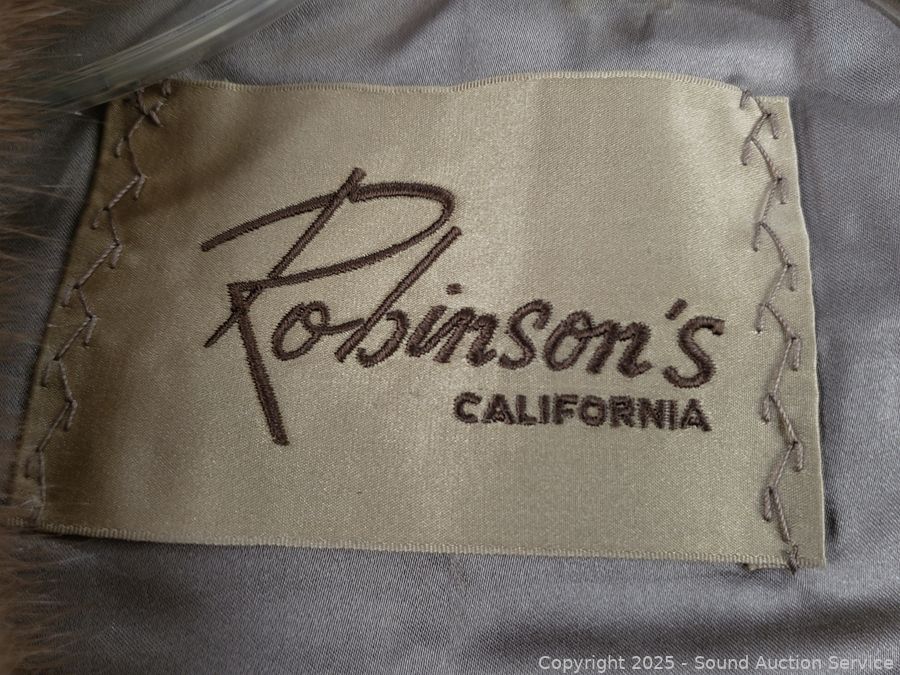 Robinson's
CALIFORNIA
Copyright 2025 - Sound Auction Service